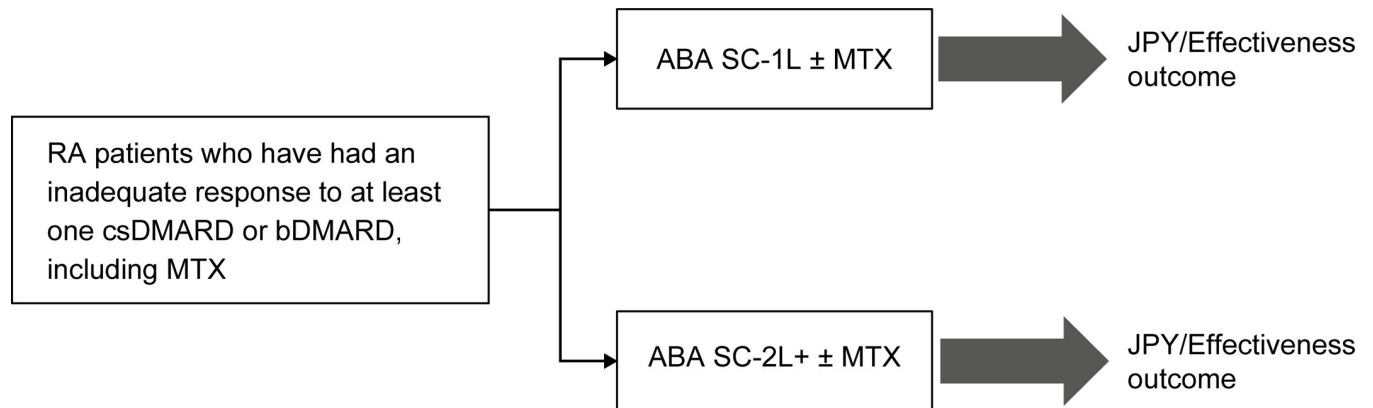 RA patients who have had an
inadequate response to at least
one csDMARD or bDMARD,
including MTX
ABA SC-1L ± MTX
JPY/Effectiveness
outcome
ABA SC-2L+ ± MTX
JPY/Effectiveness
outcome